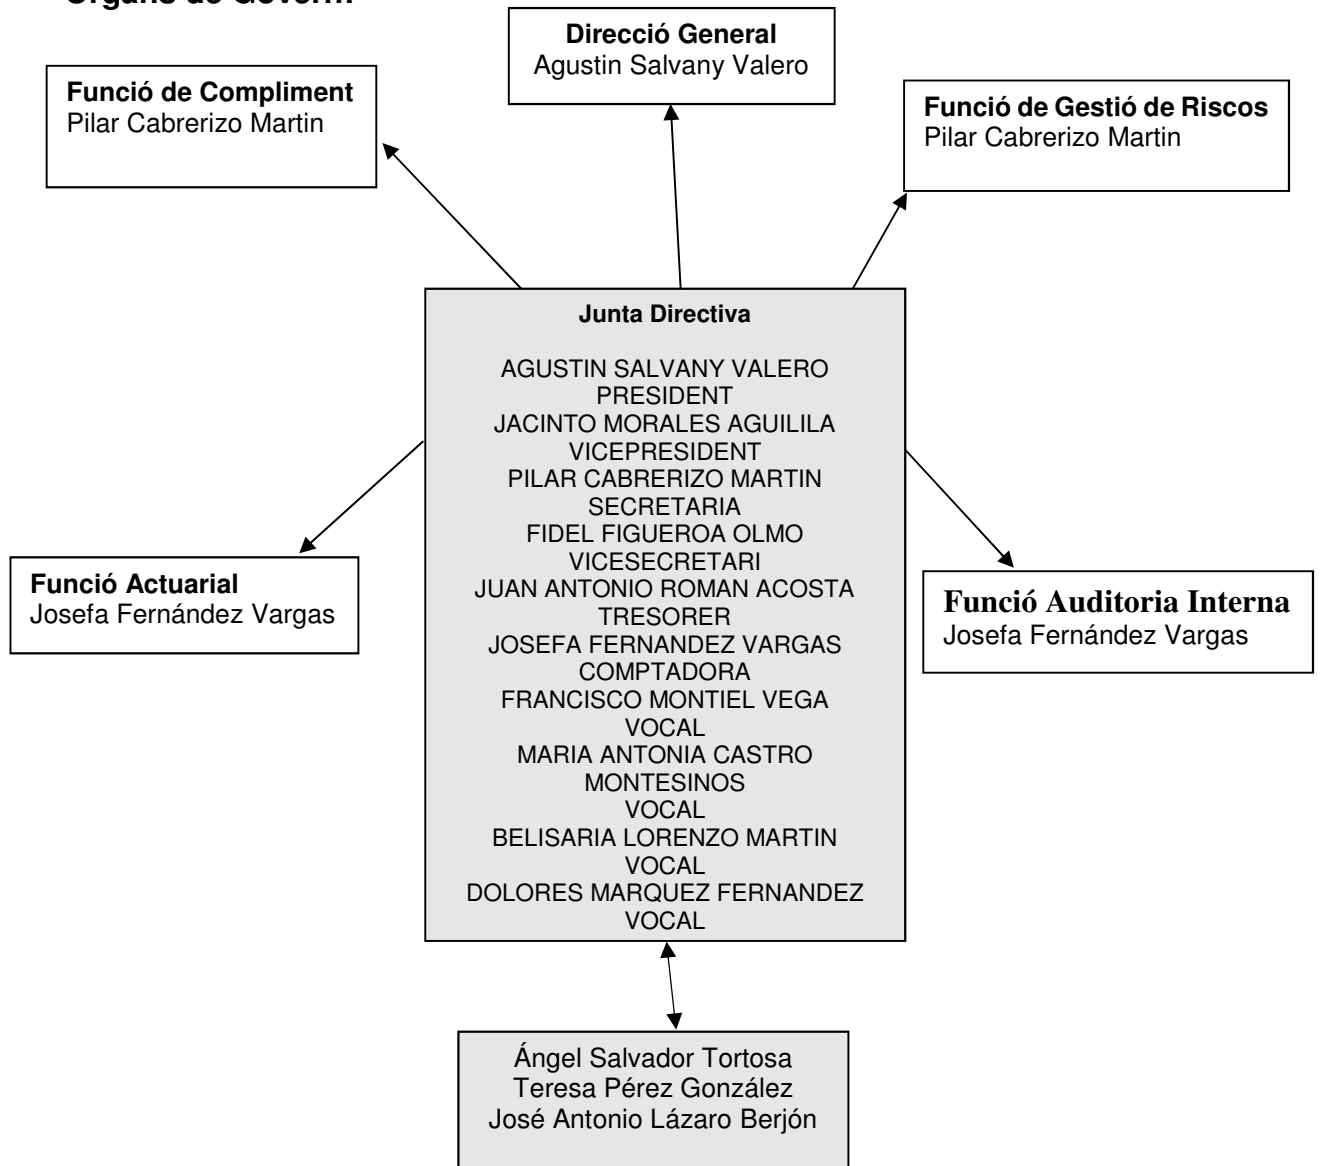 Òrgans de Govern:
Direcció General
Agustin Salvany Valero
Funció de Compliment
Pilar Cabrerizo Martin
Funció de Gestió de Riscos
Pilar Cabrerizo Martin
Junta Directiva
AGUSTIN SALVANY VALERO
PRESIDENT
JACINTO MORALES AGUILILA
VICEPRESIDENT
PILAR CABRERIZO MARTIN
SECRETARIA
FIDEL FIGUEROA OLMO
VICESECRETARI
JUAN ANTONIO ROMAN ACOSTA
TRESORER
JOSEFA FERNANDEZ VARGAS
COMPTADORA
FRANCISCO MONTIEL VEGA
VOCAL
MARIA ANTONIA CASTRO
MONTESINOS
VOCAL
BELISARIA LORENZO MARTIN
VOCAL
DOLORES MARQUEZ FERNANDEZ
VOCAL
Funció Actuarial
Josefa Fernández Vargas
Funció Auditoria Interna
Josefa Fernández Vargas
Ángel Salvador Tortosa
Teresa Pérez González
José Antonio Lázaro Berjón